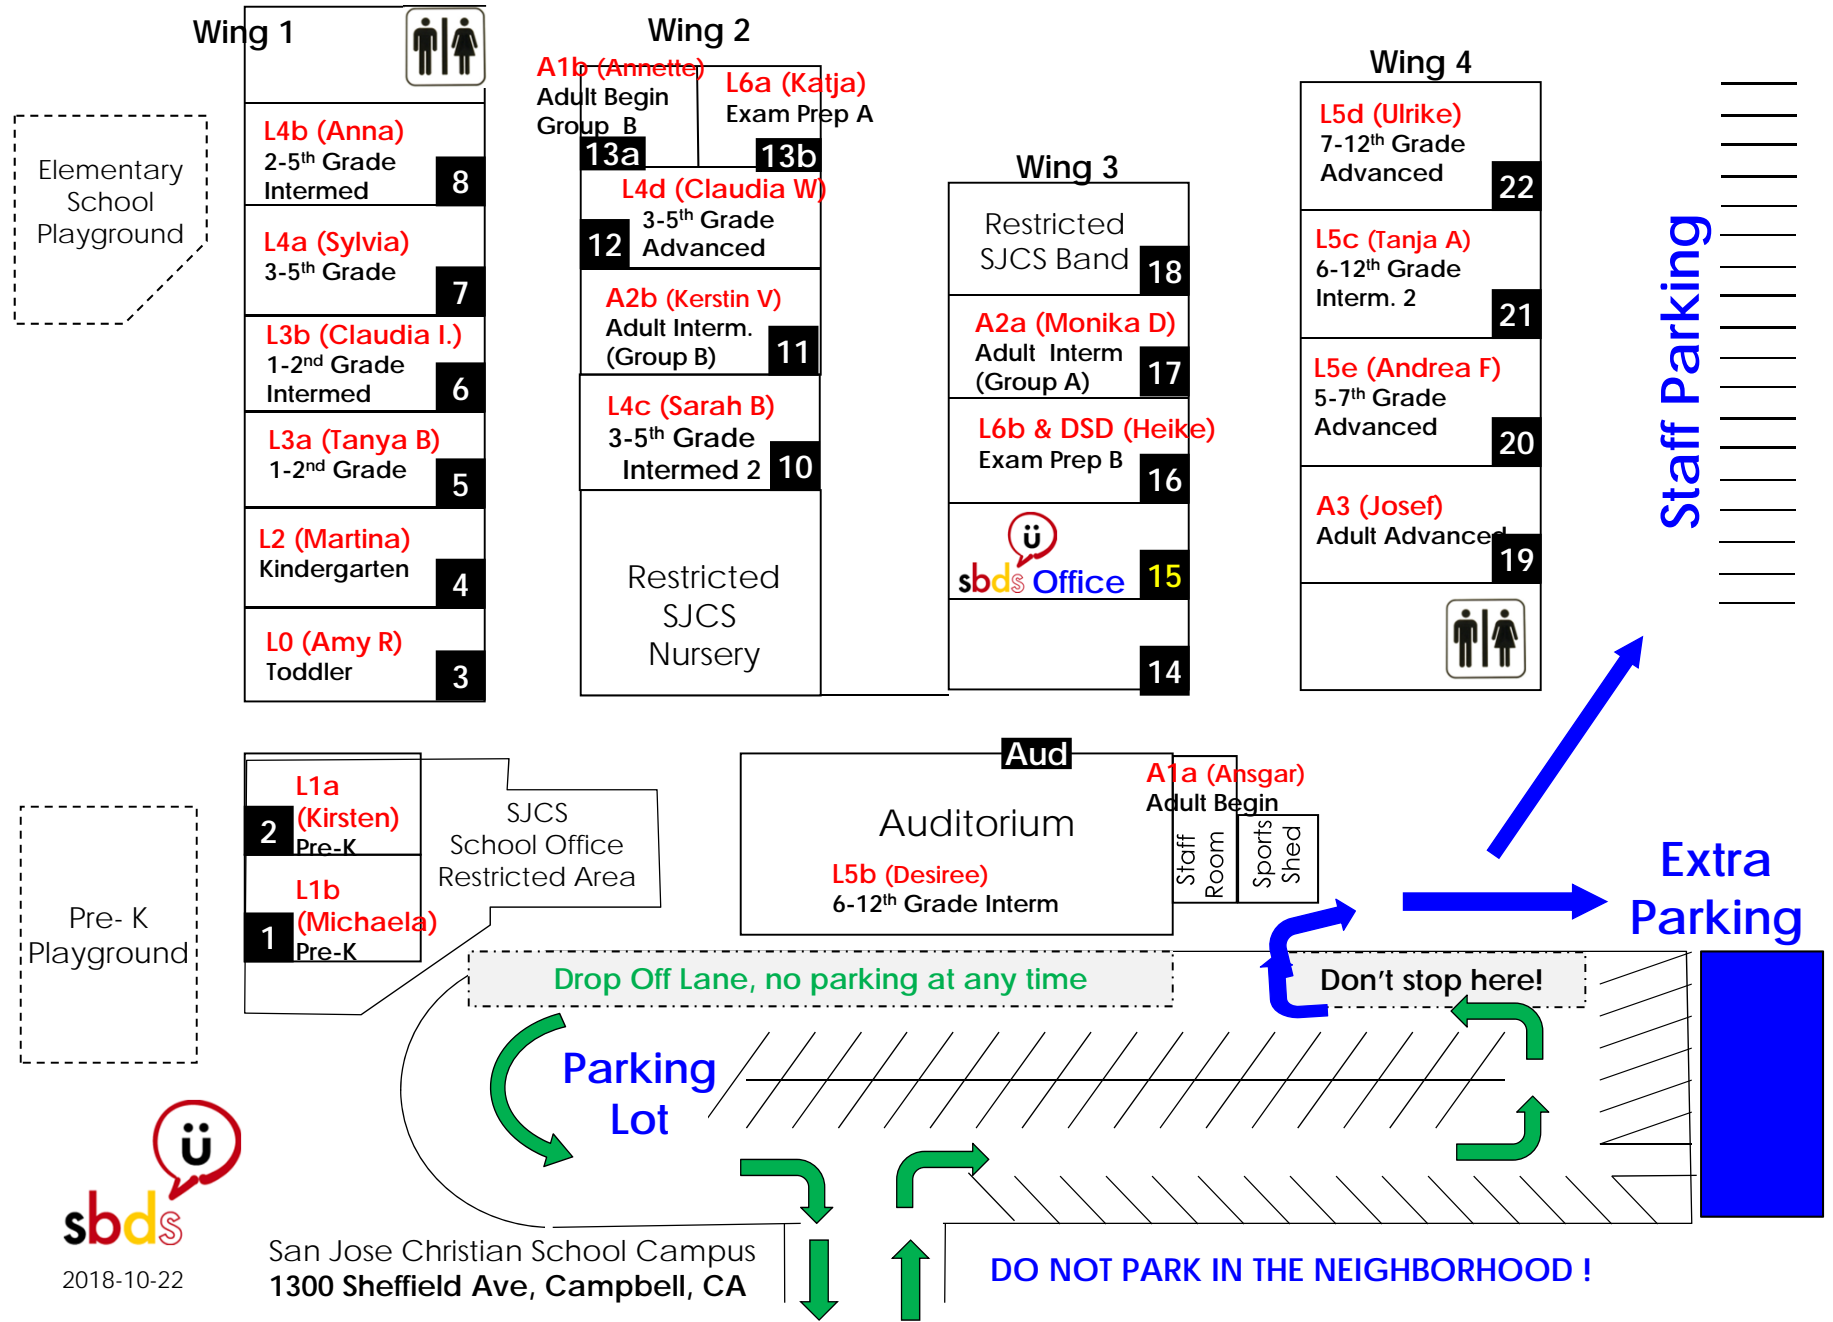 Wing 1
L4b (Anna)
2-5th Grade
Intermed
8
L4a (Sylvia)
3-5th Grade
7
L3b (Claudia I.)
1-2nd Grade
Intermed
6
L3a (Tanya B)
1-2nd Grade
5
L2 (Martina)
Kindergarten
4
L0 (Amy R)
Toddler
3
Elementary
School
Playground
Wing 2
A1b (Annette)
Adult Begin
Group B
13a
L6a (Katja)
Exam Prep A
13b
L4d (Claudia W)
3-5th Grade
Advanced
12
A2b (Kerstin V)
Adult Interm.
(Group B)
11
L4c (Sarah B)
3-5th Grade
Intermed 2
10
Restricted
SJCS
Nursery
Wing 3
Restricted
SJCS Band
18
A2a (Monika D)
Adult Interm
(Group A)
17
L6b & DSD (Heike)
Exam Prep B
16
ü
sbds Office
15
14
Wing 4
L5d (Ulrike)
7-12th Grade
Advanced
22
L5c (Tanja A)
6-12th Grade
Interm. 2
21
L5e (Andrea F)
5-7th Grade
Advanced
20
A3 (Josef)
Adult Advanced
19
Staff Parking
L1a
(Kirsten)
Pre-K
2
L1b
(Michaela)
Pre-K
1
SJCS
School Office
Restricted Area
Pre- K
Playground
Aud
Auditorium
L5b (Desiree)
6-12th Grade Interm
A1a (Ansgar)
Adult Begin
Staff
Room
Sports
Shed
Extra
Parking
Drop Off Lane, no parking at any time
Don't stop here!
Parking
Lot
ü
sbds
2018-10-22
San Jose Christian School Campus
1300 Sheffield Ave, Campbell, CA
DO NOT PARK IN THE NEIGHBORHOOD !